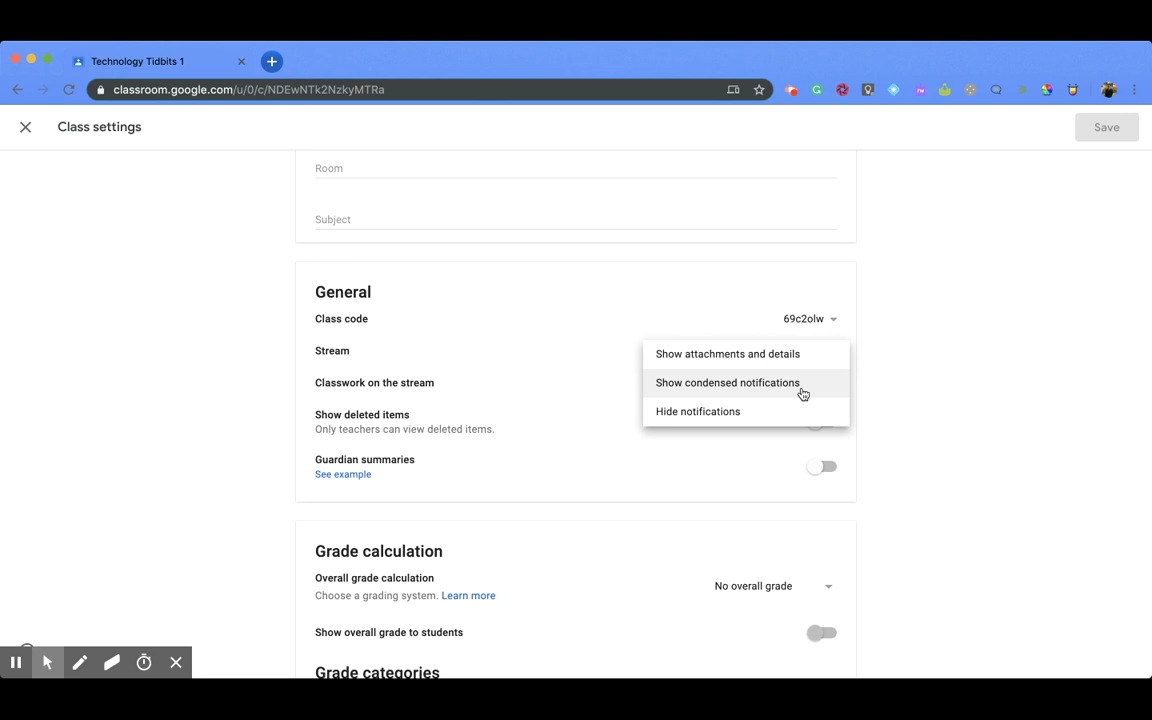 Technology Tidbits 1
classroom.google.com/u/0/c/NDEwNTk2NzkyMTRa
Class settings
Save
Room
Subject
General
Class code
69c2olw
Stream
Show attachments and details
Classwork on the stream
Show condensed notifications
Show deleted items
Hide notifications
Only teachers can view deleted items.
Guardian summaries
See example
Grade calculation
Overall grade calculation
No overall grade
Choose a grading system. Learn more
Show overall grade to students
Grade categories